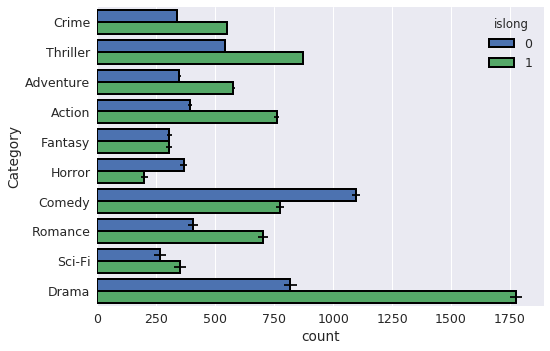 Crime
Thriller
Adventure
Action
Fantasy
Horror
Comedy
Romance
Sci-Fi
Drama
Category
0 250 500 750 1000 1250 1500 1750
count
islong
0
1